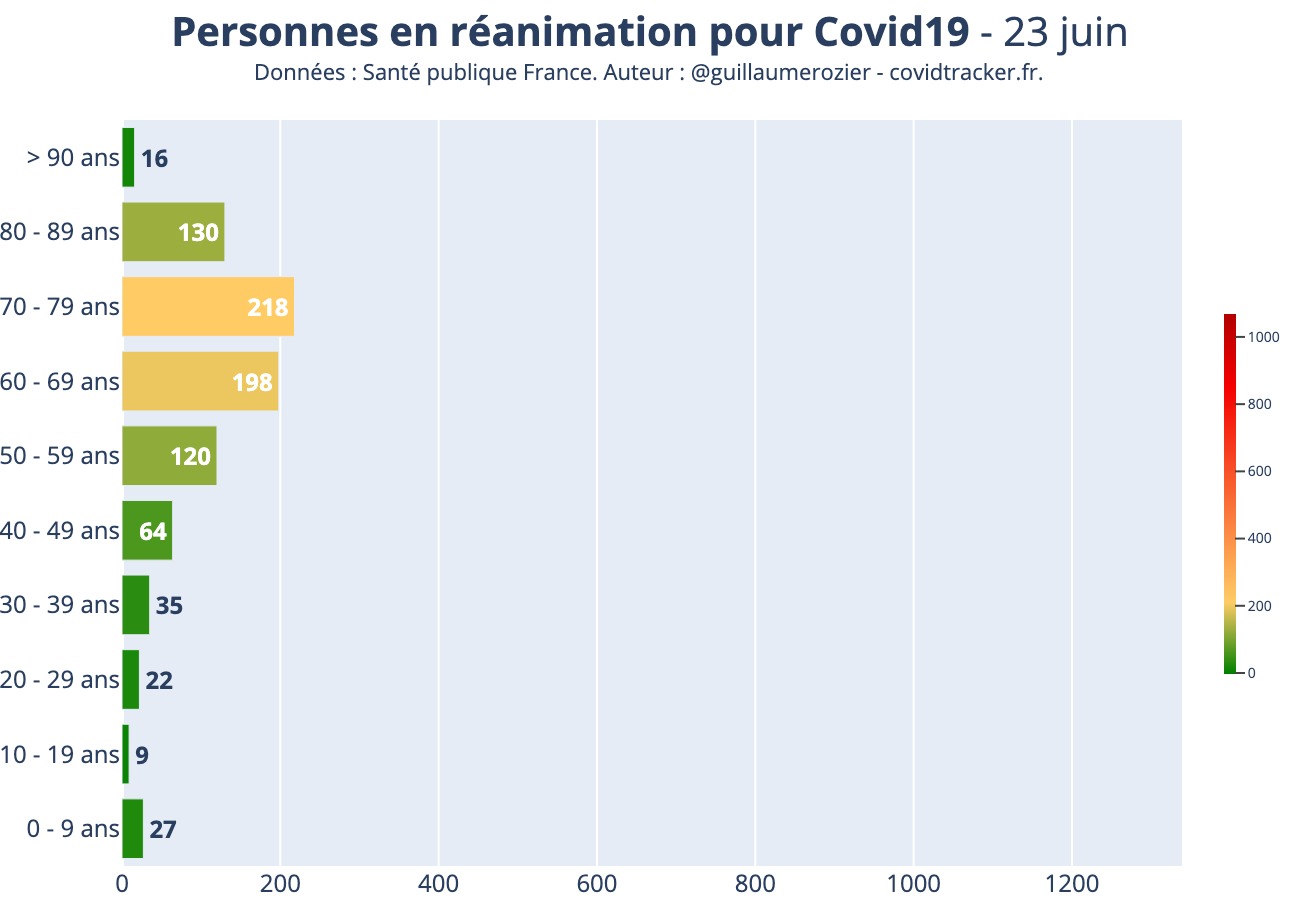 Personnes en réanimation pour Covid19 - 23 juin
Données : Santé publique France. Auteur : @guillaumerozier - covidtracker.fr.
> 90 ans 16
80 - 89 ans 130
70 - 79 ans 218
60 - 69 ans 198
50 - 59 ans 120
40 - 49 ans 64
30 - 39 ans 35
20 - 29 ans 22
10 - 19 ans 9
0 - 9 ans 27
0 200 400 600 800 1000 1200
1000
800
600
400
200
0